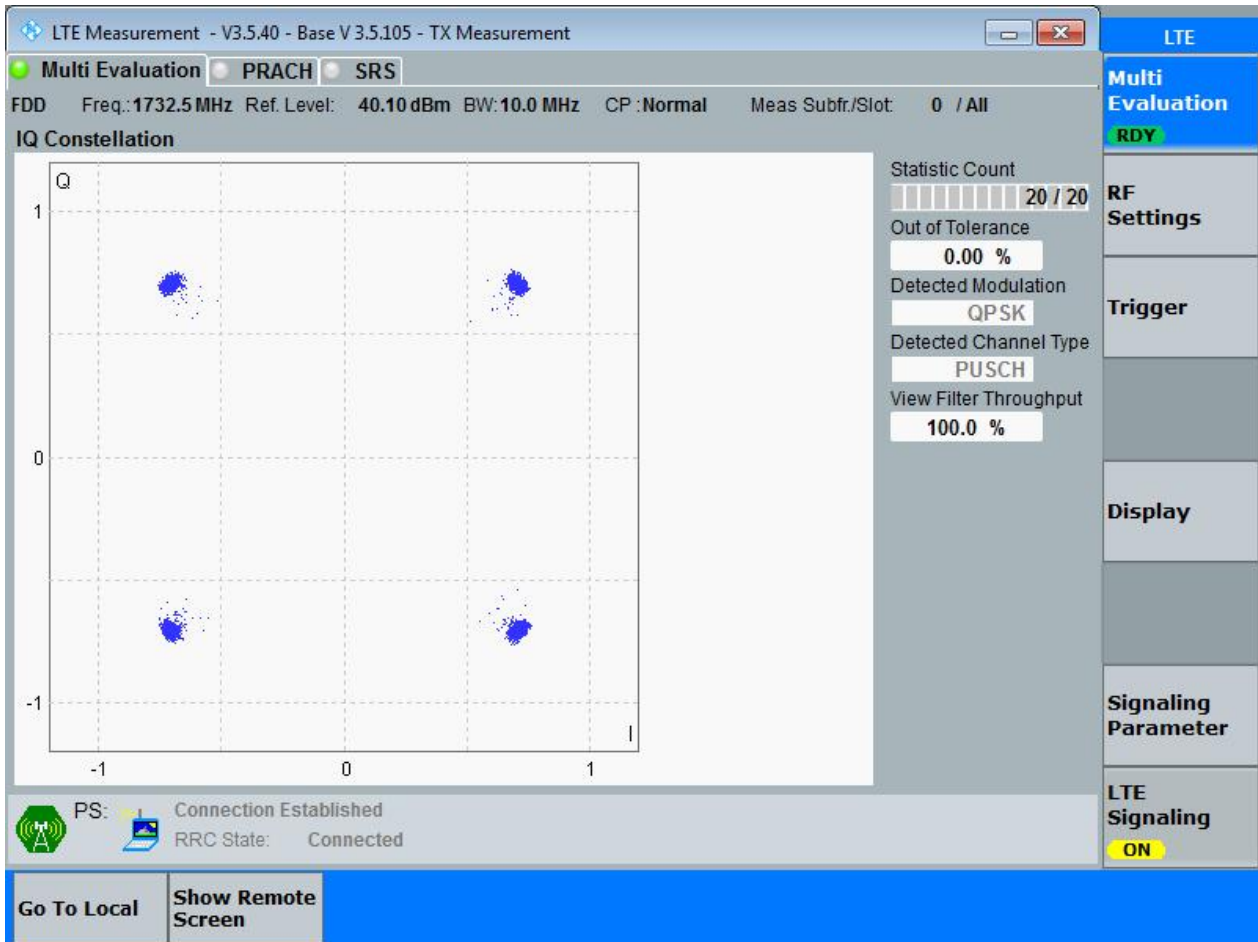 LTE Measurement - V3.5.40 - Base V 3.5.105 - TX Measurement
LTE
Multi Evaluation PRACH SRS
FDD Freq.: 1732.5 MHz Ref. Level: 40.10 dBm BW: 10.0 MHz CP : Normal Meas Subfr./Slot: 0 / All
IQ Constellation
Q
1
0
-1
I
-1 0 1
Statistic Count
20 / 20
Out of Tolerance
0.00 %
Detected Modulation
QPSK
Detected Channel Type
PUSCH
View Filter Throughput
100.0 %
Multi
Evaluation
RDY
RF
Settings
Trigger
Display
Signaling
Parameter
LTE
Signaling
ON
PS: Connection Established
RRC State: Connected
Go To Local
Show Remote
Screen